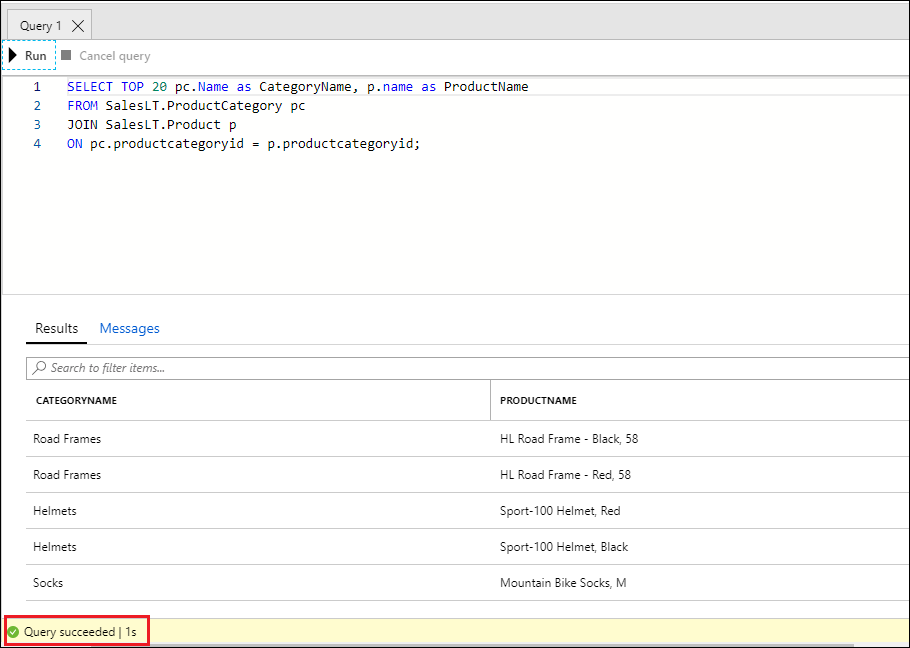 Query 1
Run Cancel query
1 SELECT TOP 20 pc.Name as CategoryName, p.name as ProductName
2 FROM SalesLT.ProductCategory pc
3 JOIN SalesLT.Product p
4 ON pc.productcategoryid = p.productcategoryid;
Results Messages
Search to filter items...
CATEGORYNAME PRODUCTNAME
Road Frames HL Road Frame - Black, 58
Road Frames HL Road Frame - Red, 58
Helmets Sport-100 Helmet, Red
Helmets Sport-100 Helmet, Black
Socks Mountain Bike Socks, M
Query succeeded | 1s